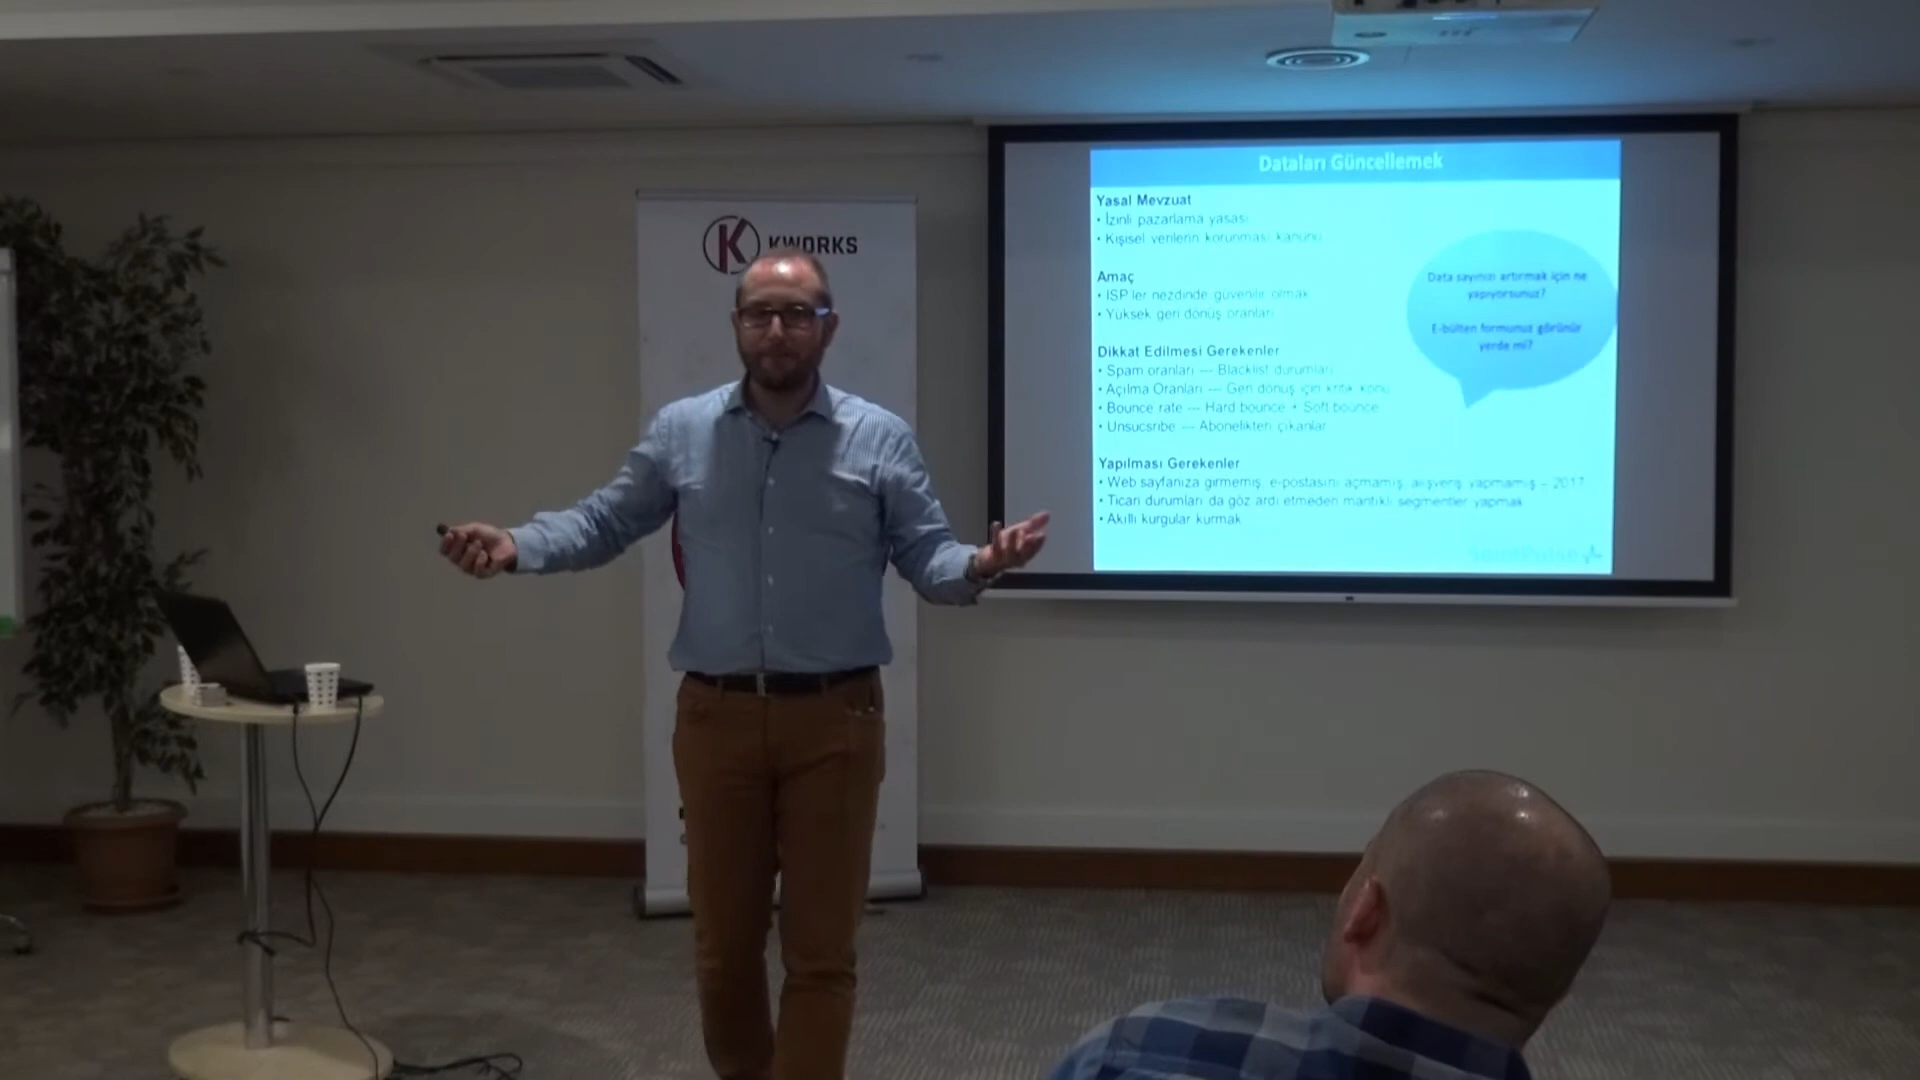 KWORKS
Dataları Güncellemek
Yasal Mevzuat
• İzinli pazarlama yasası
• Kişisel verilerin korunması kanunu
Amaç
• ISP'ler nezdinde güvenilir olmak
• Yüksek geri dönüş oranları
Dikkat Edilmesi Gerekenler
• Spam oranları --- Blacklist durumları
• Açılma Oranları --- Geri dönüş için kritik konu
• Bounce rate --- Hard bounce + Soft bounce
• Unsucsribe --- Abonelikten çıkanlar
Yapılması Gerekenler
• Web sayfanıza girmemiş, e-postasını açmamış, alışveriş yapmamış – 2017
• Ticari durumları da göz ardı etmeden mantıklı segmentler yapmak
• Akıllı kurgular kurmak
Data sayınızı artırmak için ne
yapıyorsunuz?
E-bülten formunuz görünür
yerde mi?
SendPulse